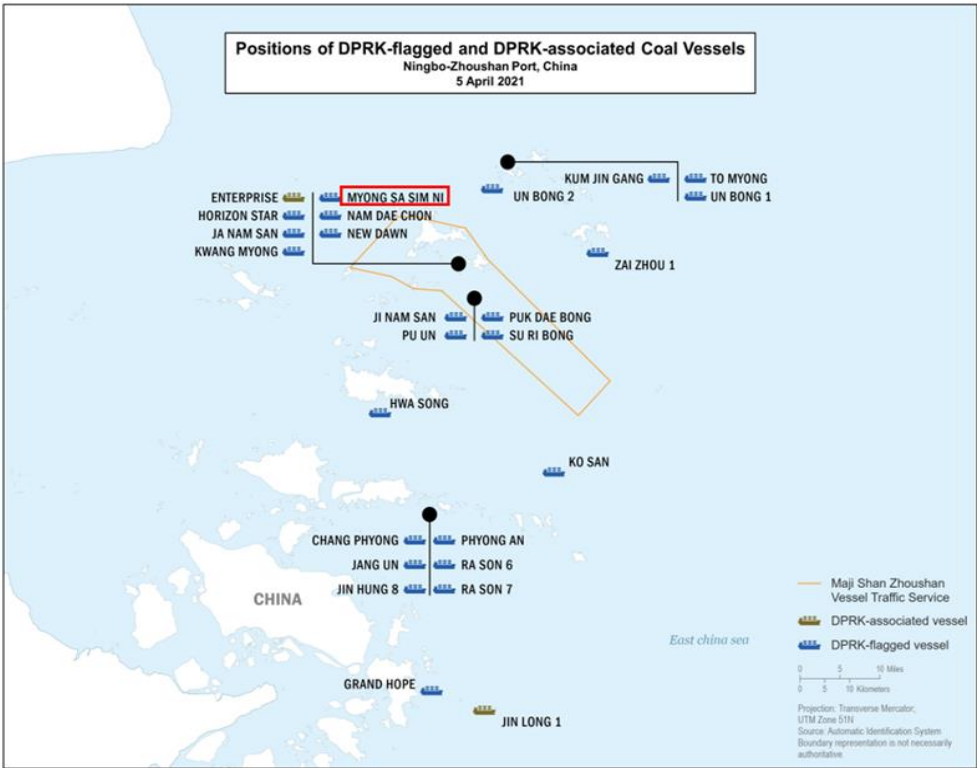 Positions of DPRK-flagged and DPRK-associated Coal Vessels
Ningbo-Zhoushan Port, China
5 April 2021
KUM JIN GANG
TO MYONG
UN BONG 2
UN BONG 1
ENTERPRISE
MYONG SA SIM NI
HORIZON STAR
NAM DAE CHON
JA NAM SAN
NEW DAWN
KWANG MYONG
ZAI ZHOU 1
JI NAM SAN
PUK DAE BONG
PU UN
SU RI BONG
HWA SONG
KO SAN
CHANG PHYONG
PHYONG AN
JANG UN
RA SON 6
JIN HUNG 8
RA SON 7
CHINA
East china sea
GRAND HOPE
JIN LONG 1
Maji Shan Zhoushan
Vessel Traffic Service
DPRK-associated vessel
DPRK-flagged vessel
0 5 10 Miles
0 5 10 Kilometers
Projection: Transverse Mercator;
UTM Zone 51N
Source: Automatic Identification System
Boundary representation is not necessarily
authoritative.